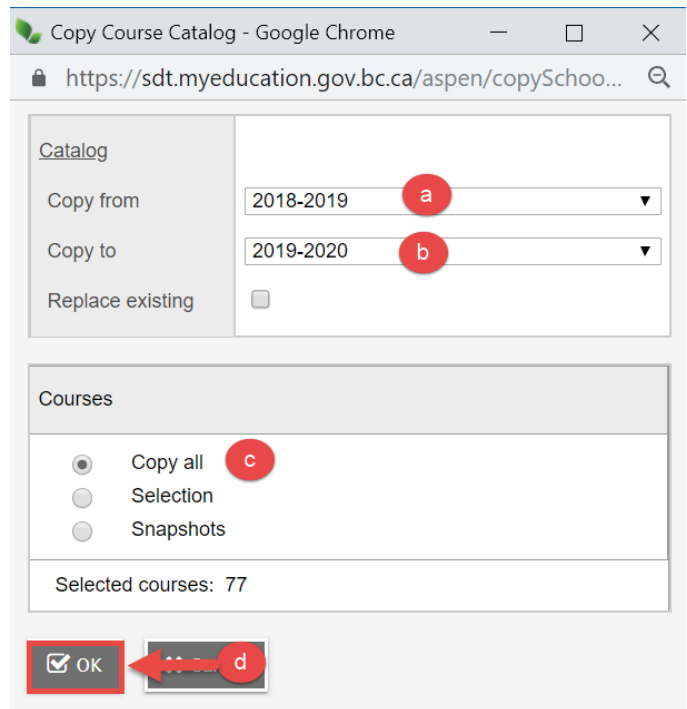 Copy Course Catalog - Google Chrome
https://sdt.myeducation.gov.bc.ca/aspen/copySchoo...
Catalog
Copy from 2018-2019 a
Copy to 2019-2020 b
Replace existing
Courses
Copy all c
Selection
Snapshots
Selected courses: 77
OK d